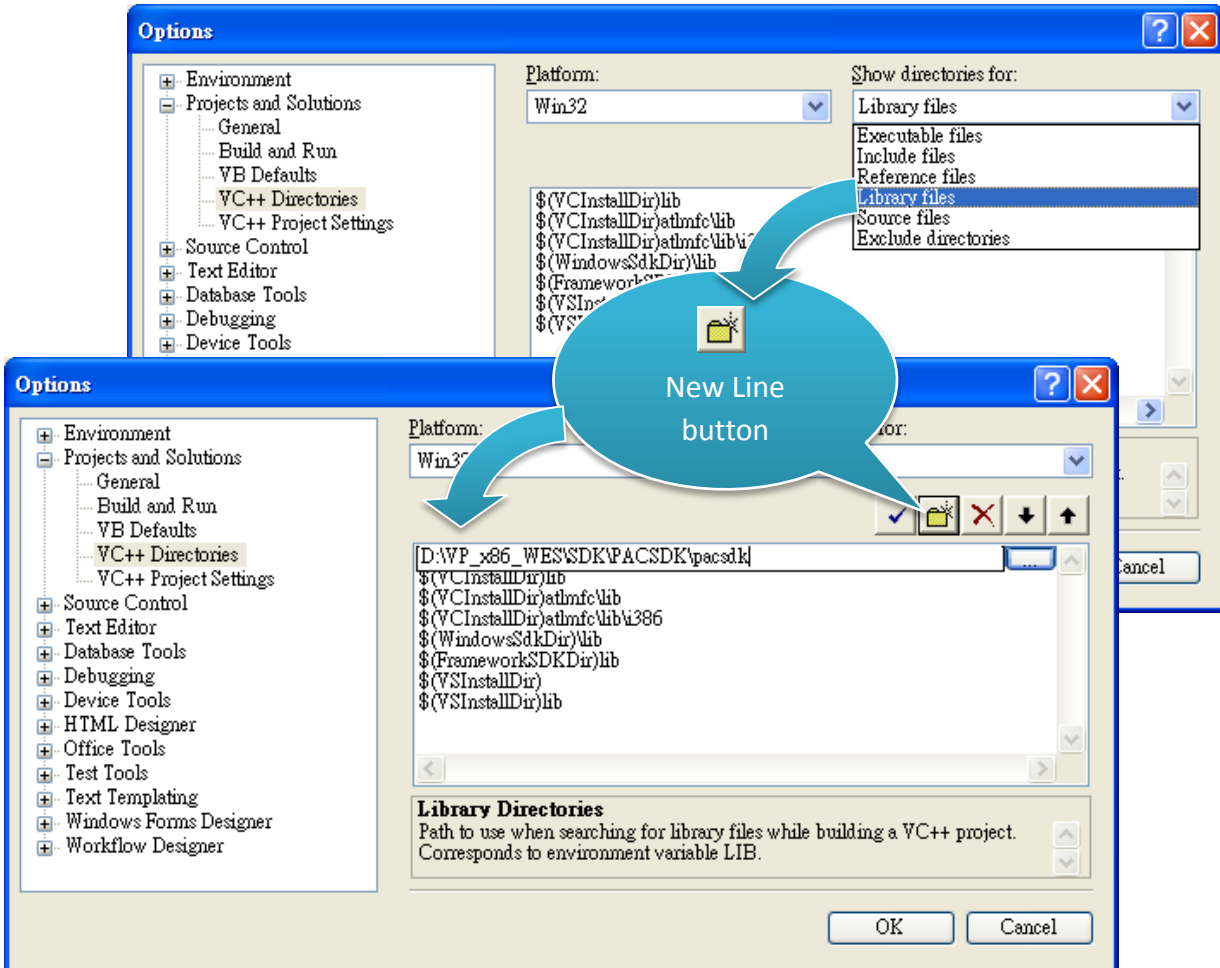 Options
Environment
Projects and Solutions
General
Build and Run
VB Defaults
VC++ Directories
VC++ Project Settings
Source Control
Text Editor
Database Tools
Debugging
Device Tools
Platform:
Win32
Show directories for:
Library files
Executable files
Include files
Reference files
Library files
Source files
Exclude directories
$(VCInstallDir)lib
$(VCInstallDir)atlmfc\lib
$(VCInstallDir)atlmfc\lib\i3
$(WindowsSdkDir)\lib
Cancel
New Line
button
Options
Environment
Projects and Solutions
General
Build and Run
VB Defaults
VC++ Directories
VC++ Project Settings
Source Control
Text Editor
Database Tools
Debugging
Device Tools
HTML Designer
Office Tools
Test Tools
Text Templating
Windows Forms Designer
Workflow Designer
Platform:
Win32
for:
...
D:\VP_x86_WES\SDK\PACSDK\pacsdk
$(VCInstallDir)lib
$(VCInstallDir)atlmfc\lib
$(VCInstallDir)atlmfc\lib\i386
$(WindowsSdkDir)\lib
$(FrameworkSDKDir)lib
$(VSInstallDir)
$(VSInstallDir)lib
Library Directories
Path to use when searching for library files while building a VC++ project.
Corresponds to environment variable LIB.
OK
Cancel